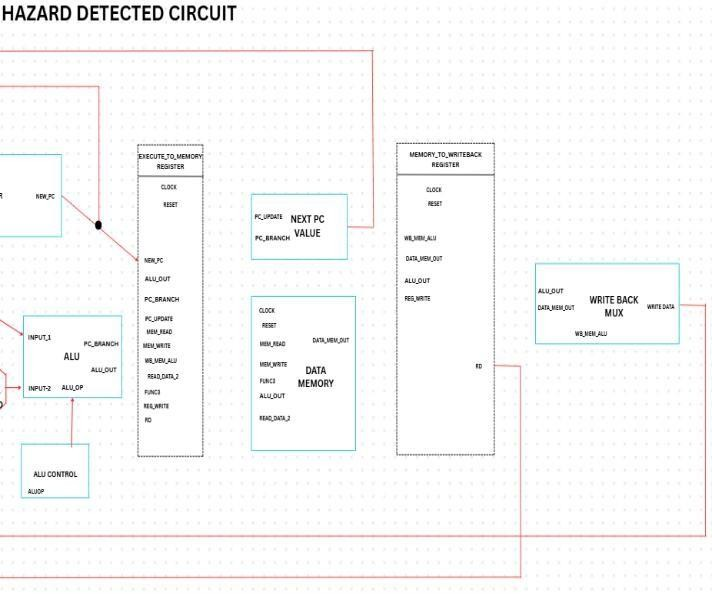 HAZARD DETECTED CIRCUIT
R
NEW_PC
EXECUTE_TO_MEMORY
REGISTER
CLOCK
RESET
NEW_PC
ALU_OUT
PC_BRANCH
PC_UPDATE
MEM_READ
MEM_WRITE
WB_MEM_ALU
READ_DATA_2
FUNC3
REG_WRITE
RD
INPUT_1
ALU
PC_BRANCH
ALU_OUT
INPUT-2
ALU_OP
ALU CONTROL
ALUOP
PC_UPDATE
PC_BRANCH
NEXT PC
VALUE
CLOCK
RESET
MEM_READ
DATA_MEM_OUT
MEM_WRITE
DATA
MEMORY
FUNC3
ALU_OUT
READ_DATA_2
MEMORY_TO_WRITEBACK
REGISTER
CLOCK
RESET
WB_MEM_ALU
DATA_MEM_OUT
ALU_OUT
REG_WRITE
RD
ALU_OUT
DATA_MEM_OUT
WRITE BACK
MUX
WRITE DATA
WB_MEM_ALU